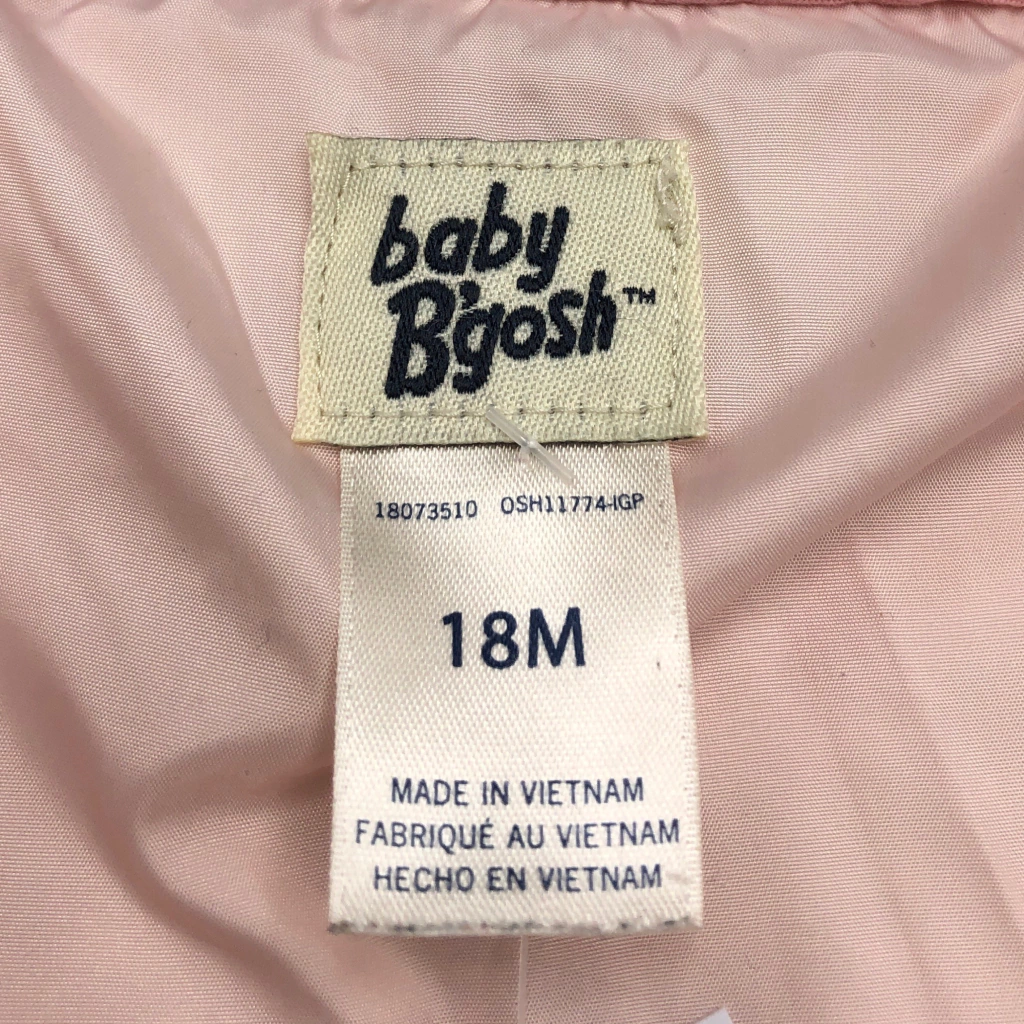 baby
B'gosh™
18073510 OSH11774-IGP
18M
MADE IN VIETNAM
FABRIQUÉ AU VIETNAM
HECHO EN VIETNAM